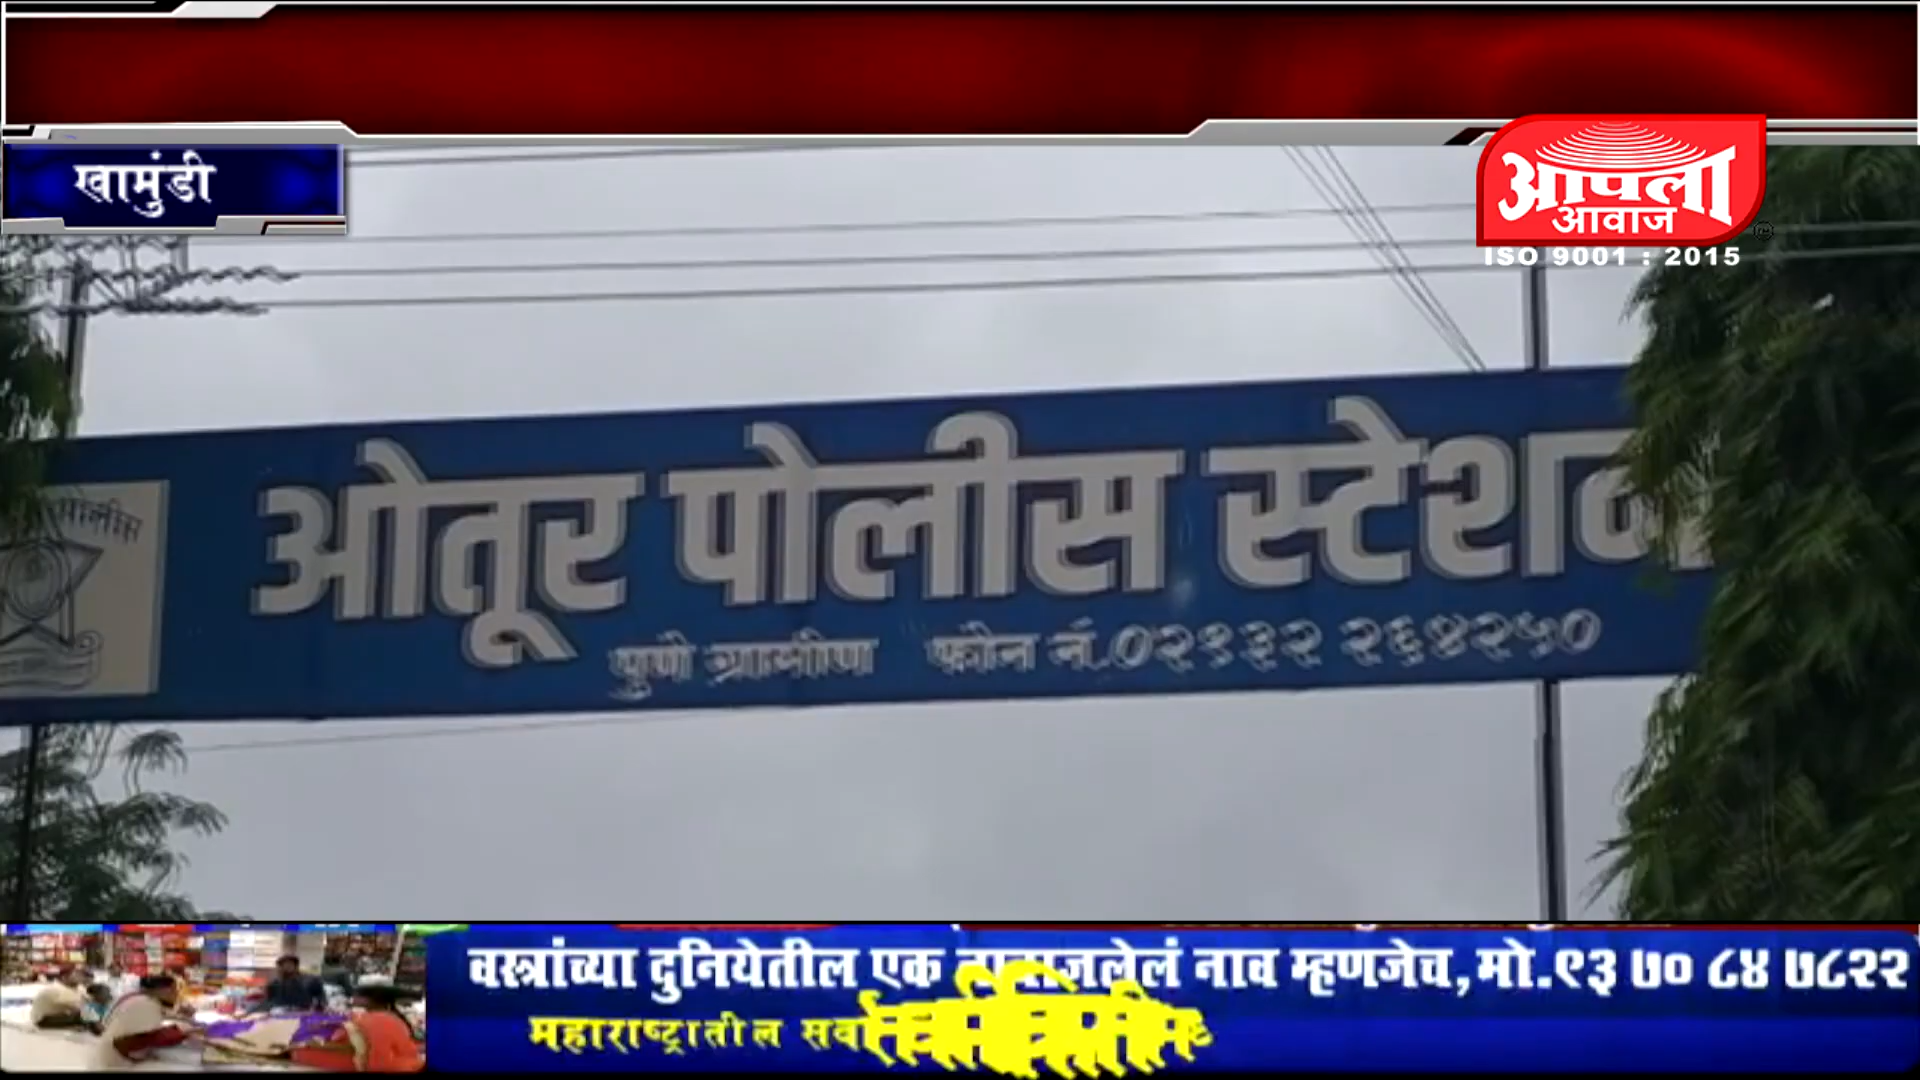 खामुंडी
आपला
आवाज
ISO 9001 : 2015
ओतूर पोलीस स्टेशन
पुणे ग्रामीण फोन नं.०२१३२ २६४२५०
वस्त्रांच्या दुनियेतील एक नाव म्हणजेच,मो.९३ ७० ८४ ७८२२
महाराष्ट्रातील